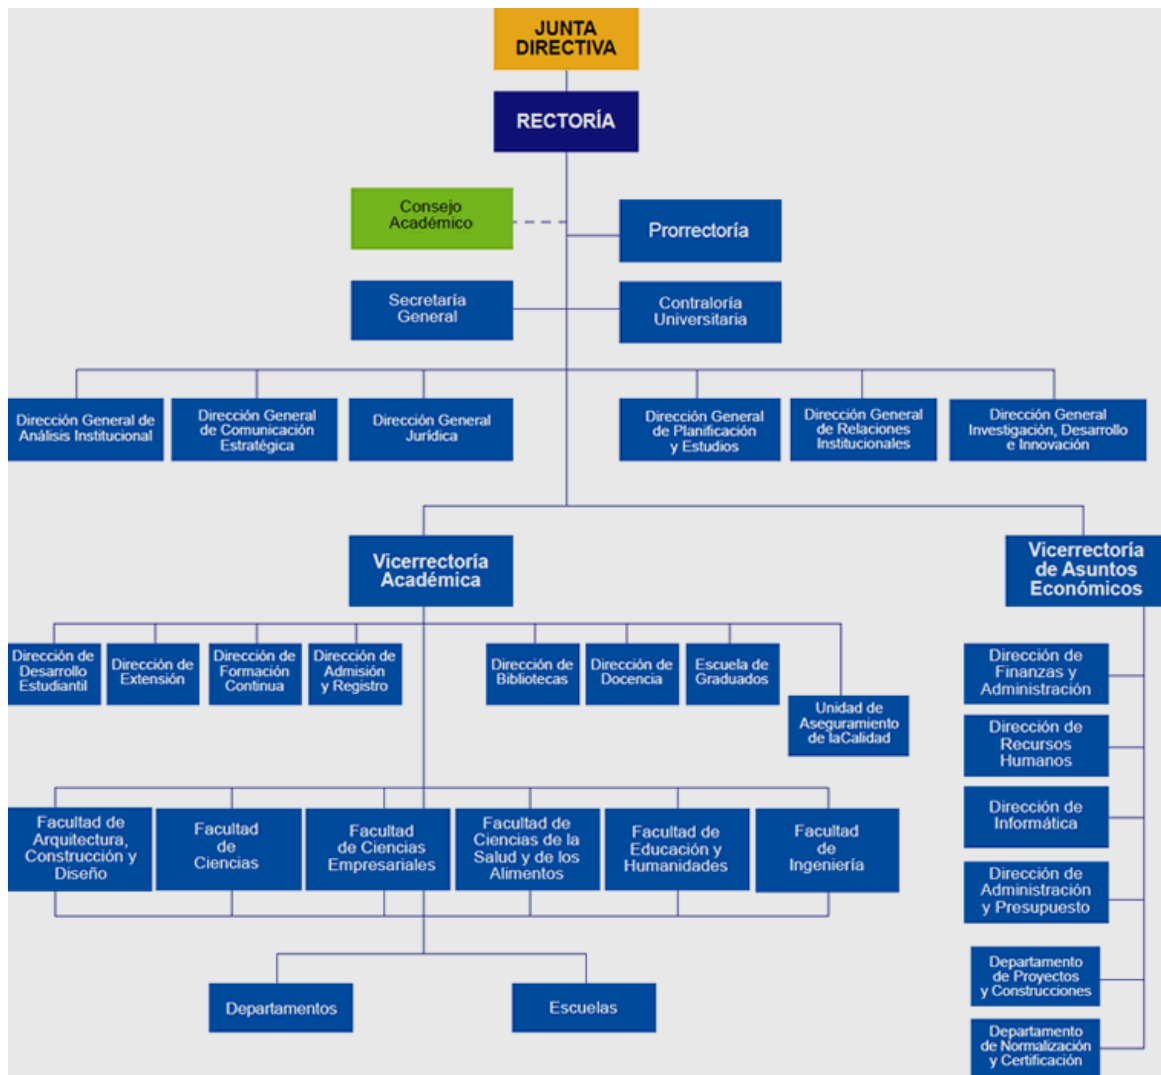 JUNTA
DIRECTIVA
RECTORÍA
Consejo
Académico
Prorrectoría
Secretaría
General
Contraloría
Universitaria
Dirección General de
Análisis Institucional
Dirección General
de Comunicación
Estratégica
Dirección General
Jurídica
Dirección General
de Planificación
y Estudios
Dirección General
de Relaciones
Institucionales
Dirección General
Investigación, Desarrollo
e Innovación
Vicerrectoría
Académica
Vicerrectoría
de Asuntos
Económicos
Dirección de
Desarrollo
Estudiantil
Dirección de
Extensión
Dirección de
Formación
Continua
Dirección de
Admisión
y Registro
Dirección de
Bibliotecas
Dirección de
Docencia
Escuela de
Graduados
Unidad de
Aseguramiento
de laCalidad
Dirección de
Finanzas y
Administración
Dirección de
Recursos
Humanos
Dirección de
Informática
Dirección de
Administración
y Presupuesto
Departamento
de Proyectos
y Construcciones
Departamento
de Normalización
y Certificación
Facultad de
Arquitectura,
Construcción y
Diseño
Facultad
de
Ciencias
Facultad
de Ciencias
Empresariales
Facultad de
Ciencias de la
Salud y de los
Alimentos
Facultad de
Educación y
Humanidades
Facultad
de
Ingeniería
Departamentos
Escuelas